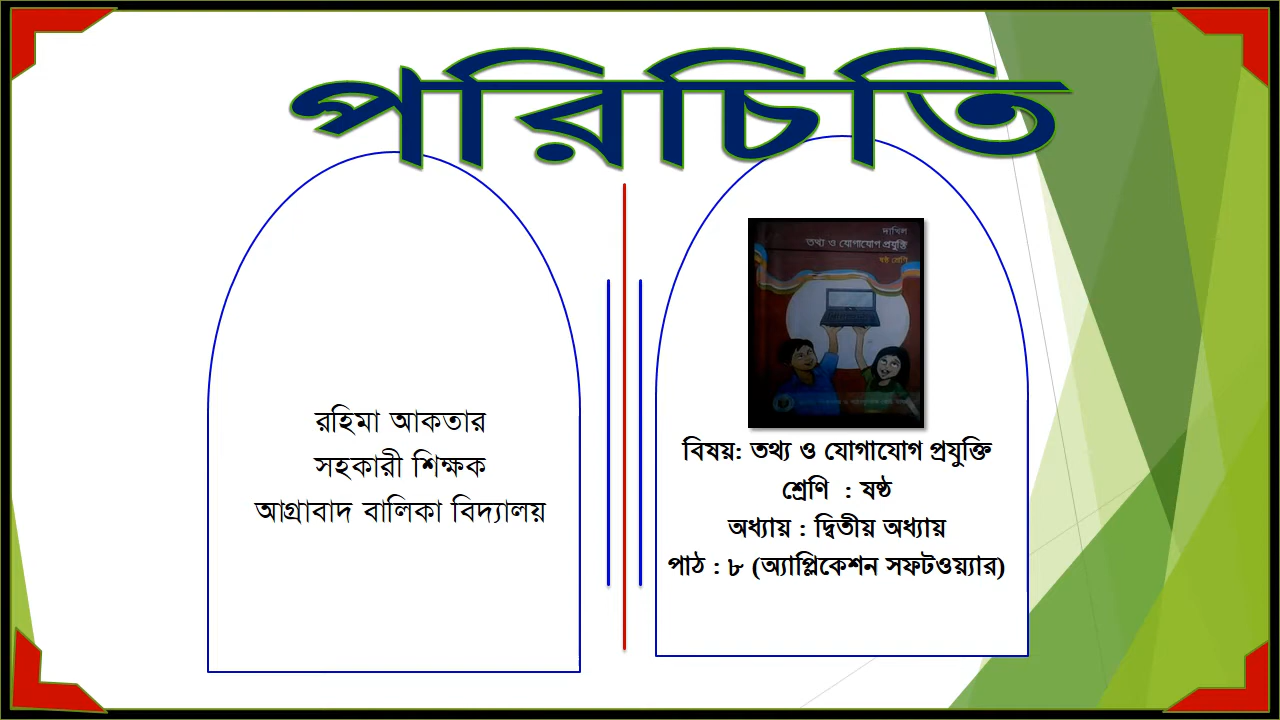 পরিচিতি
রহিমা আকতার
সহকারী শিক্ষক
আগ্রাবাদ বালিকা বিদ্যালয়
দাখিল
তথ্য ও যোগাযোগ প্রযুক্তি
ষষ্ঠ শ্রেণি
বিষয়: তথ্য ও যোগাযোগ প্রযুক্তি
শ্রেণি : ষষ্ঠ
অধ্যায় : দ্বিতীয় অধ্যায়
পাঠ : ৮ (অ্যাপ্লিকেশন সফটওয়্যার)